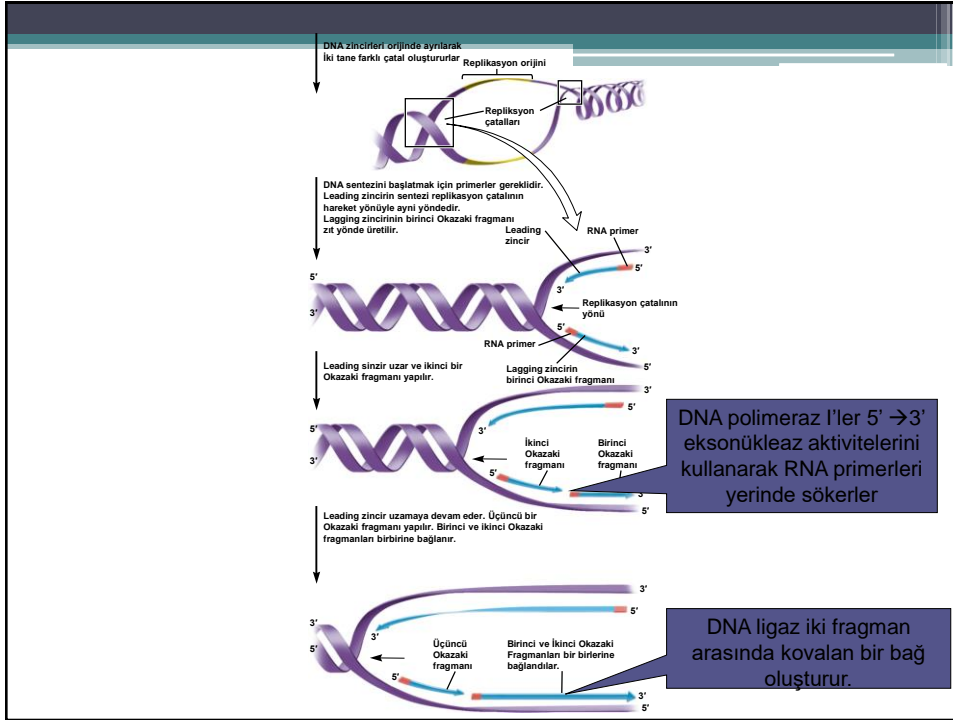 DNA zincirleri orijinde ayrılarak
İki tane farklı çatal oluştururlar
Replikasyon orijini
Repliksyon
çatalları
DNA sentezini başlatmak için primerler gereklidir.
Leading zincirin sentezi replikasyon çatalının
hareket yönüyle ayni yöndedir.
Lagging zincirinin birinci Okazaki fragmanı
zıt yönde üretilir.
Leading
zincir
RNA primer
3′
5′
3′
5′
3′
Replikasyon çatalının
yönü
5′
RNA primer
3′
5′
Lagging zincirin
birinci Okazaki fragmanı
Leading sinzir uzar ve ikinci bir
Okazaki fragmanı yapılır.
3′
5′
3′
5′
3′
İkinci
Okazaki
fragmanı
Birinci
Okazaki
fragmanı
5′
3′
5′
DNA polimeraz I'ler 5' →3'
eksonükleaz aktivitelerini
kullanarak RNA primerleri
yerinde sökerler
Leading zincir uzamaya devam eder. Üçüncü bir
Okazaki fragmanı yapılır. Birinci ve ikinci Okazaki
fragmanları birbirine bağlanır.
3′
5′
3′
3′
5′
Üçüncü
Okazaki
fragmanı
Birinci ve İkinci Okazaki
Fragmanları bir birlerine
bağlandılar.
5′
3′
5′
DNA ligaz iki fragman
arasında kovalan bir bağ
oluşturur.